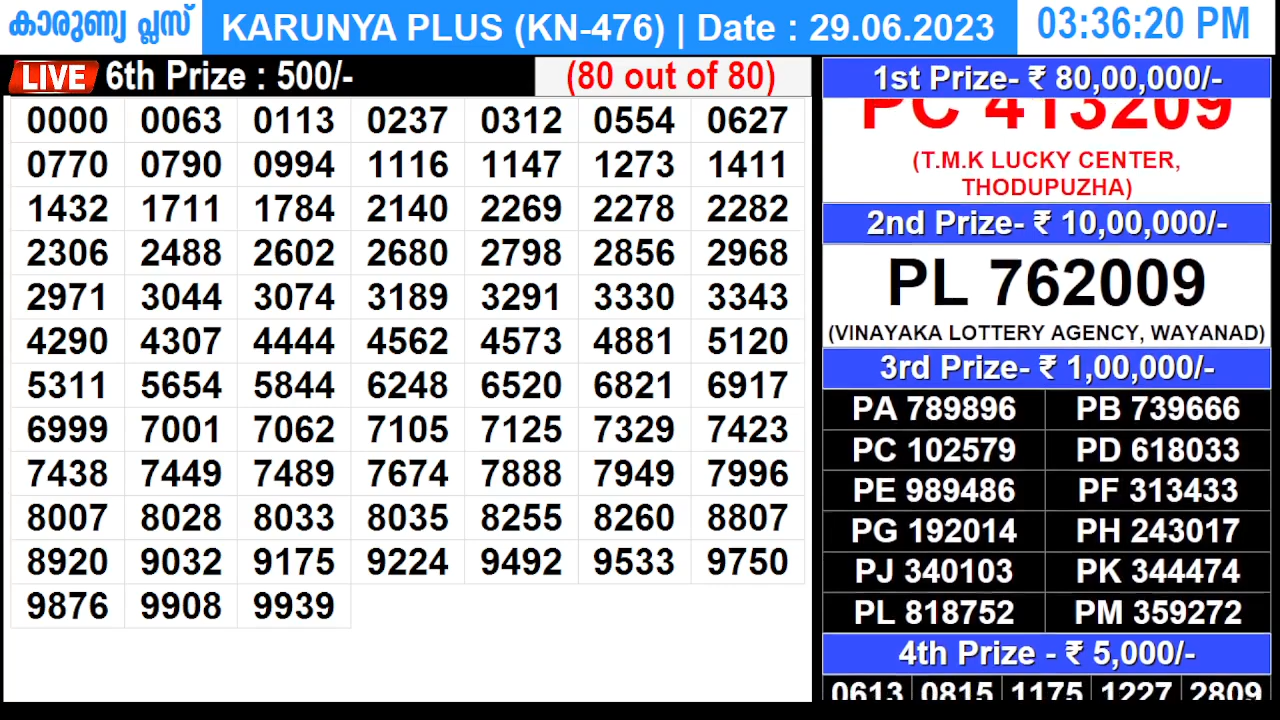 കാരുണ്യ പ്ലസ് KARUNYA PLUS (KN-476) | Date : 29.06.2023 03:36:20 PM
LIVE 6th Prize : 500/- (80 out of 80)
0000 0063 0113 0237 0312 0554 0627
0770 0790 0994 1116 1147 1273 1411
1432 1711 1784 2140 2269 2278 2282
2306 2488 2602 2680 2798 2856 2968
2971 3044 3074 3189 3291 3330 3343
4290 4307 4444 4562 4573 4881 5120
5311 5654 5844 6248 6520 6821 6917
6999 7001 7062 7105 7125 7329 7423
7438 7449 7489 7674 7888 7949 7996
8007 8028 8033 8035 8255 8260 8807
8920 9032 9175 9224 9492 9533 9750
9876 9908 9939
1st Prize- ₹ 80,00,000/-
PC 413209
(T.M.K LUCKY CENTER,
THODUPUZHA)
2nd Prize- ₹ 10,00,000/-
PL 762009
(VINAYAKA LOTTERY AGENCY, WAYANAD)
3rd Prize- ₹ 1,00,000/-
PA 789896 PB 739666
PC 102579 PD 618033
PE 989486 PF 313433
PG 192014 PH 243017
PJ 340103 PK 344474
PL 818752 PM 359272
4th Prize - ₹ 5,000/-
0613 0815 1175 1227 2809